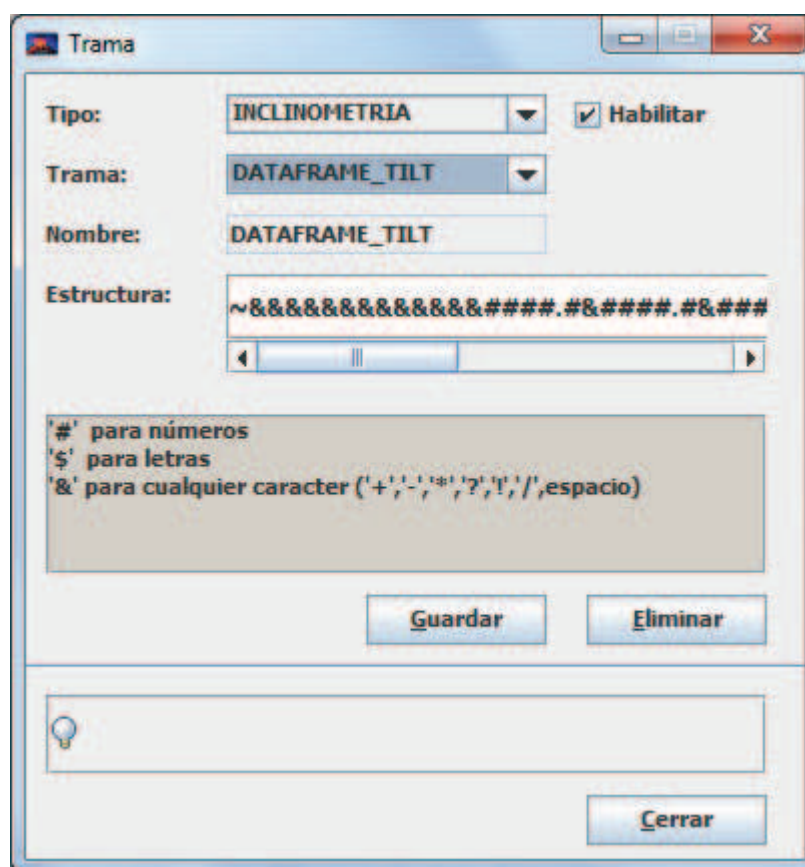 Trama
Tipo: INCLINOMETRIA Habilitar
Trama: DATAFRAME_TILT
Nombre: DATAFRAME_TILT
Estructura: ~&&&&&&&&&&&&&####.#&####.#&###
'#' para números
'$' para letras
'&' para cualquier caracter ('+','-','*','?','!','/',espacio)
Guardar Eliminar
Cerrar